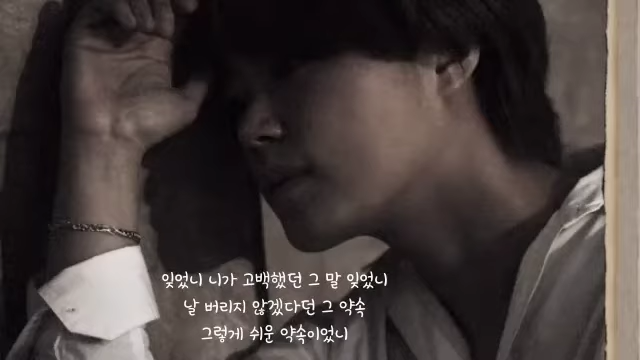 잊었니 니가 고백했던 그 말 잊었니
날 버리지 않겠다던 그 약속
그렇게 쉬운 약속이었니